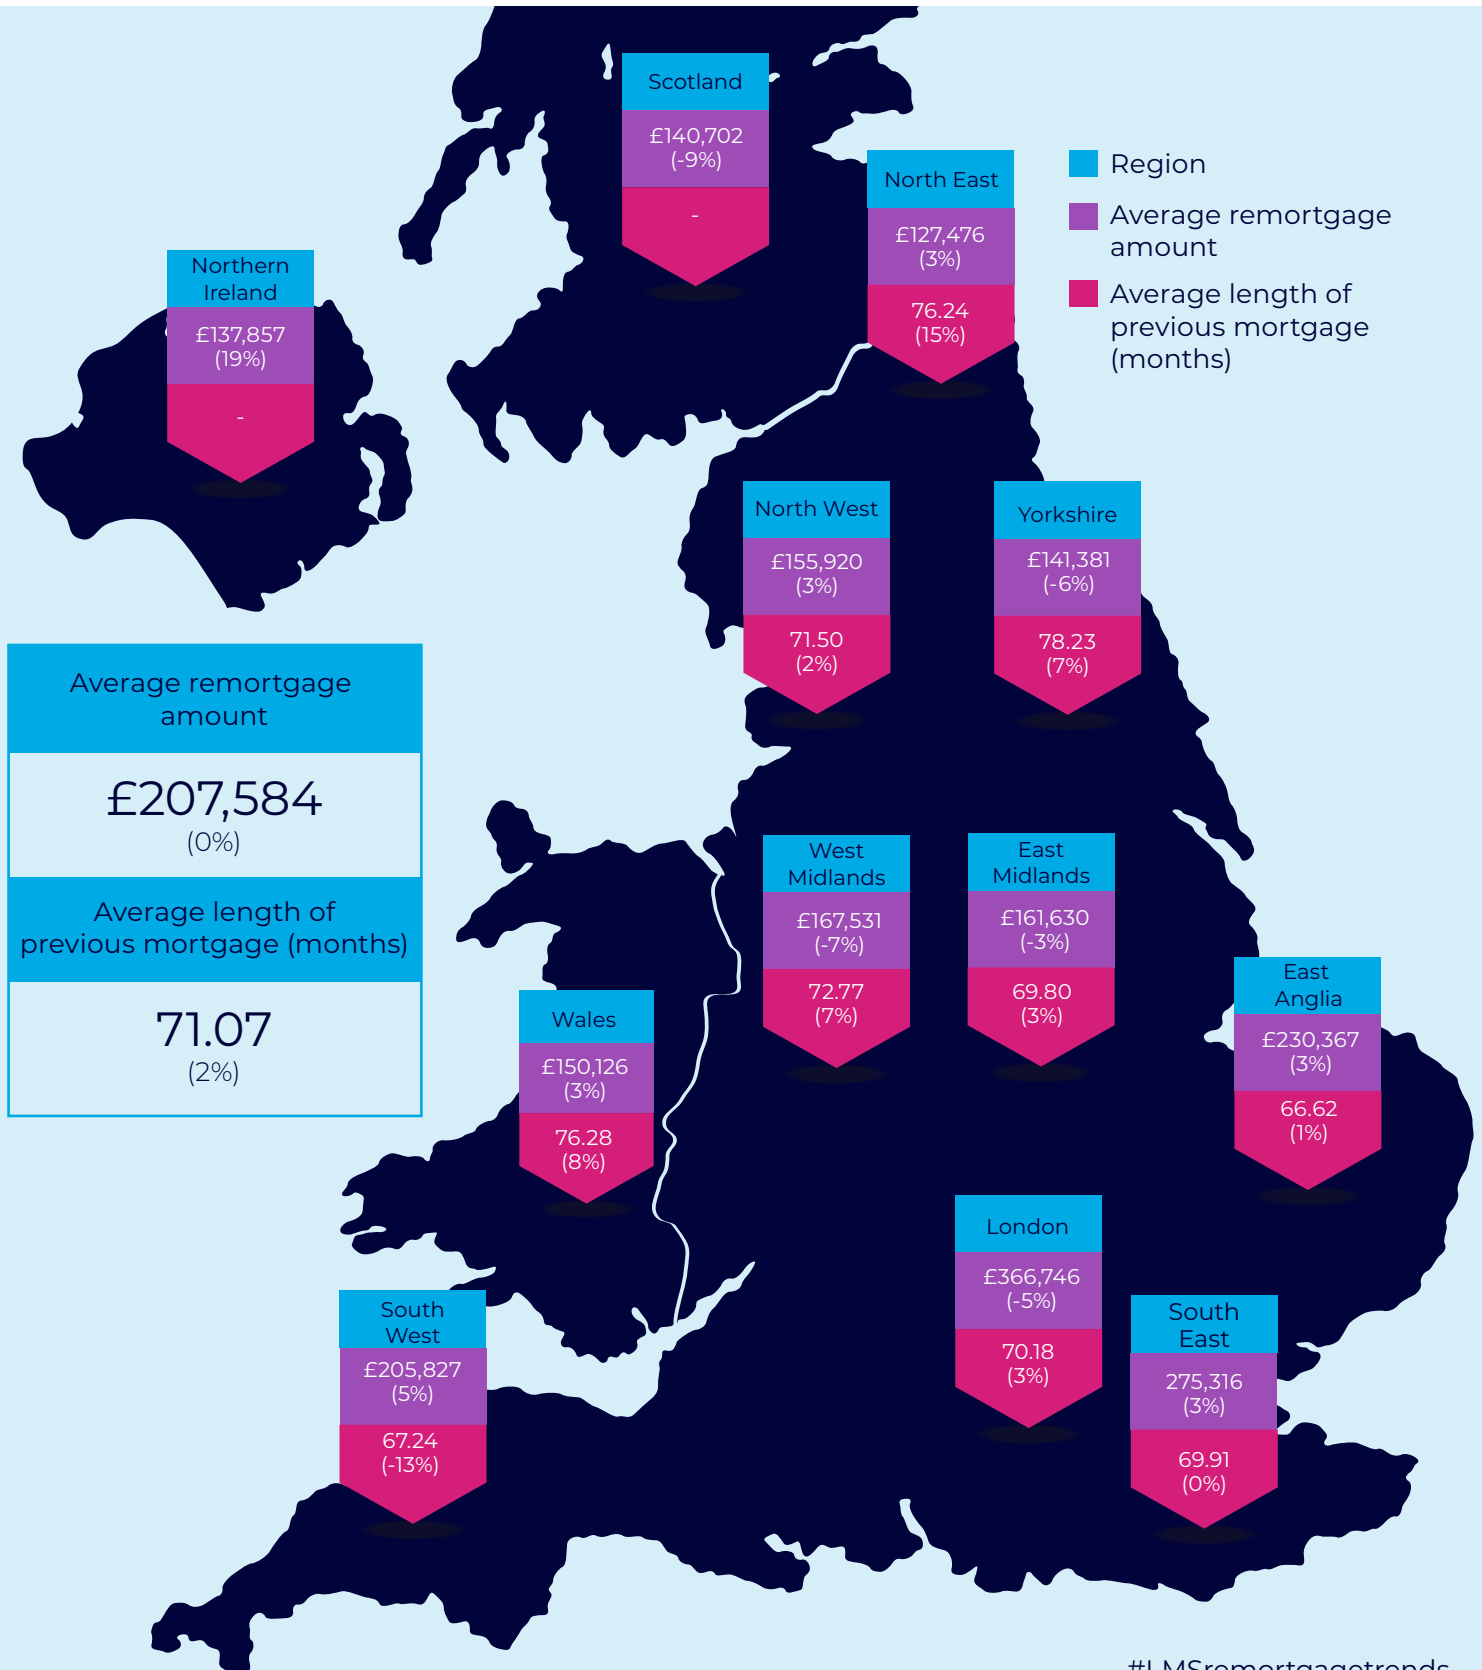 Scotland
£140,702
(-9%)
-
North East
£127,476
(3%)
76.24
(15%)
Region
Average remortgage
amount
Average length of
previous mortgage
(months)
Northern
Ireland
£137,857
(19%)
-
North West
£155,920
(3%)
71.50
(2%)
Yorkshire
£141,381
(-6%)
78.23
(7%)
Average remortgage
amount
£207,584
(0%)
Average length of
previous mortgage (months)
71.07
(2%)
West
Midlands
£167,531
(-7%)
72.77
(7%)
East
Midlands
£161,630
(-3%)
69.80
(3%)
East
Anglia
£230,367
(3%)
66.62
(1%)
Wales
£150,126
(3%)
76.28
(8%)
London
£366,746
(-5%)
70.18
(3%)
South
West
£205,827
(5%)
67.24
(-13%)
South
East
275,316
(3%)
69.91
(0%)
#LMSremortgagetrends